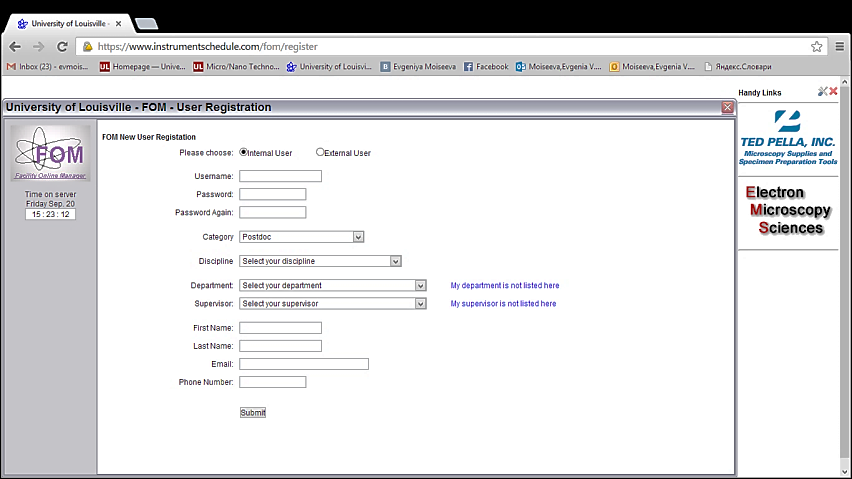 University of Louisville -
https://www.instrumentschedule.com/fom/register
Inbox (23) - evmois...
Homepage — Unive...
Micro/Nano Techno...
University of Louisvi...
Evgeniya Moiseeva
Facebook
Moiseeva,Evgenia V....
Moiseeva,Evgenia V...
Яндекс.Словари
University of Louisville - FOM - User Registration
Handy Links
FOM
Facility Online Manager
Time on server
Friday Sep. 20
15 : 23 : 12
FOM New User Registation
Please choose: Internal User External User
Username:
Password:
Password Again:
Category Postdoc
Discipline Select your discipline
Department: Select your department My department is not listed here
Supervisor: Select your supervisor My supervisor is not listed here
First Name:
Last Name:
Email:
Phone Number:
Submit
TED PELLA, INC.
Microscopy Supplies and
Specimen Preparation Tools
Electron
Microscopy
Sciences